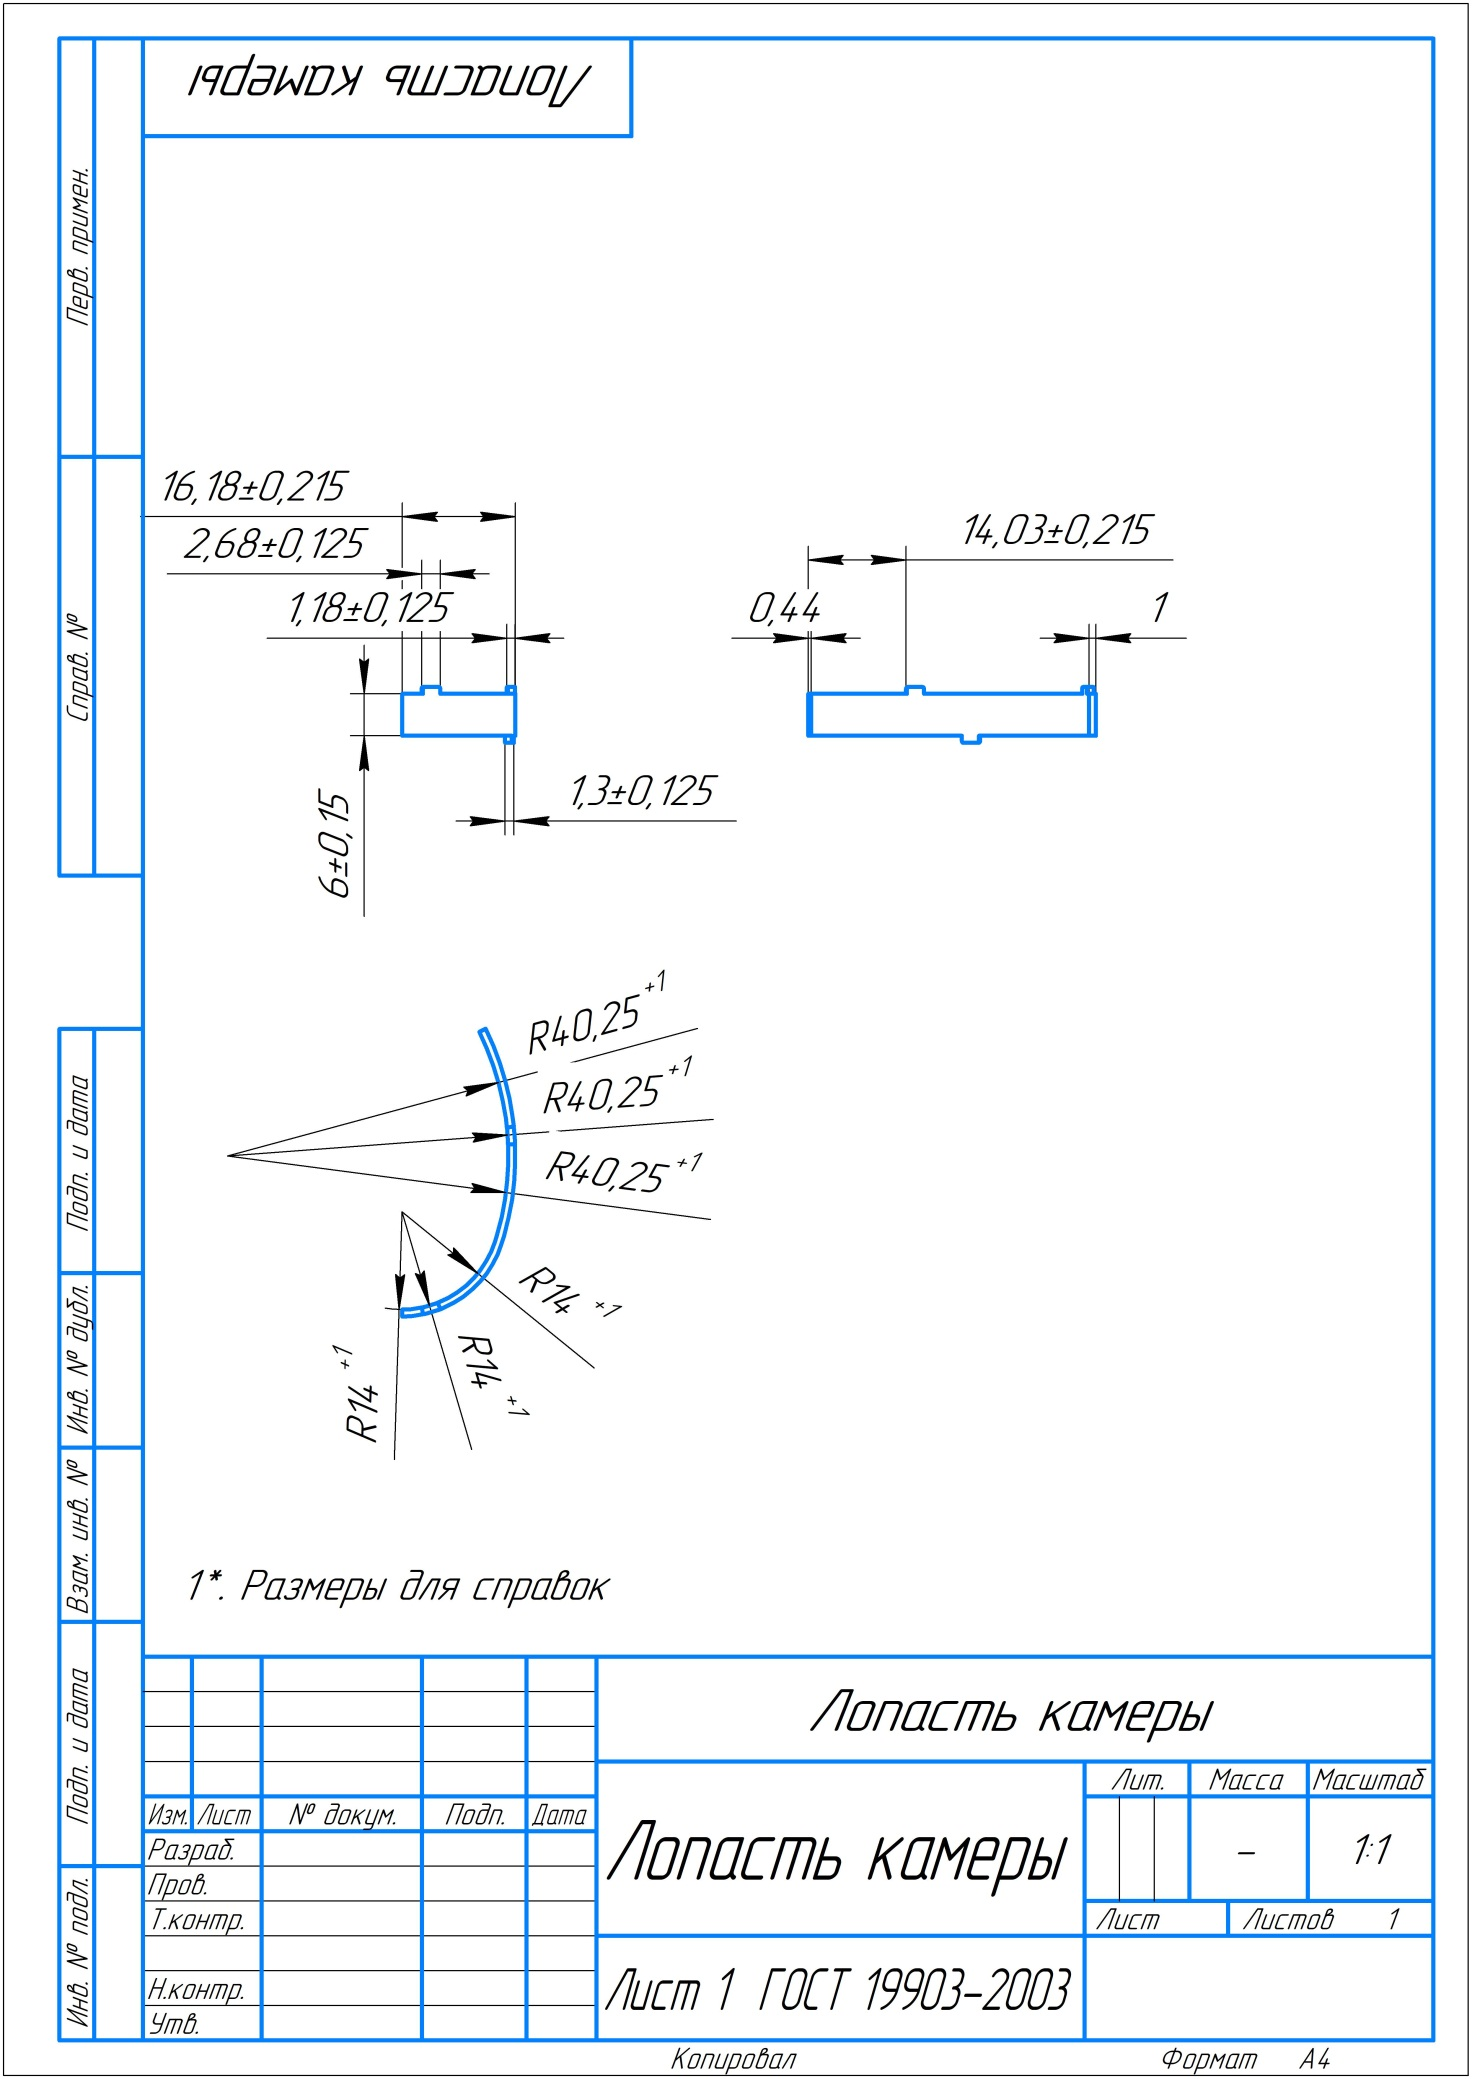 Лопасть камеры
Перв. примен.
Справ. №
Подп. и дата
Инв. № дубл.
Взам. инв. №
Подп. и дата
Инв. № подл.
16,18±0,215
2,68±0,125
1,18±0,125
6±0,15
1,3±0,125
14,03±0,215
0,44
1
R40,25 +1
R40,25 +1
R40,25 +1
R14 +1
R14 +1
R14 +1
1*. Размеры для справок
Лопасть камеры
Лит. Масса Масштаб
Изм. Лист № докум. Подп. Дата
Разраб.
Лопасть камеры
– 1:1
Пров.
Т.контр.
Лист Листов 1
Н.контр.
Лист 1 ГОСТ 19903-2003
Утв.
Копировал Формат А4